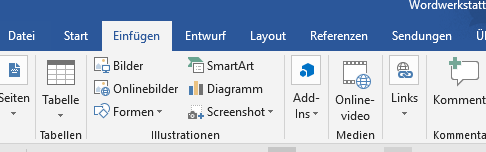 Wordwerkstatt
Datei Start Einfügen Entwurf Layout Referenzen Sendungen
Bilder SmartArt
Onlinebilder Diagramm
Seiten Tabelle Formen Screenshot Add-Ins Online-video Links Komment
Tabellen Illustrationen Medien Kommenta